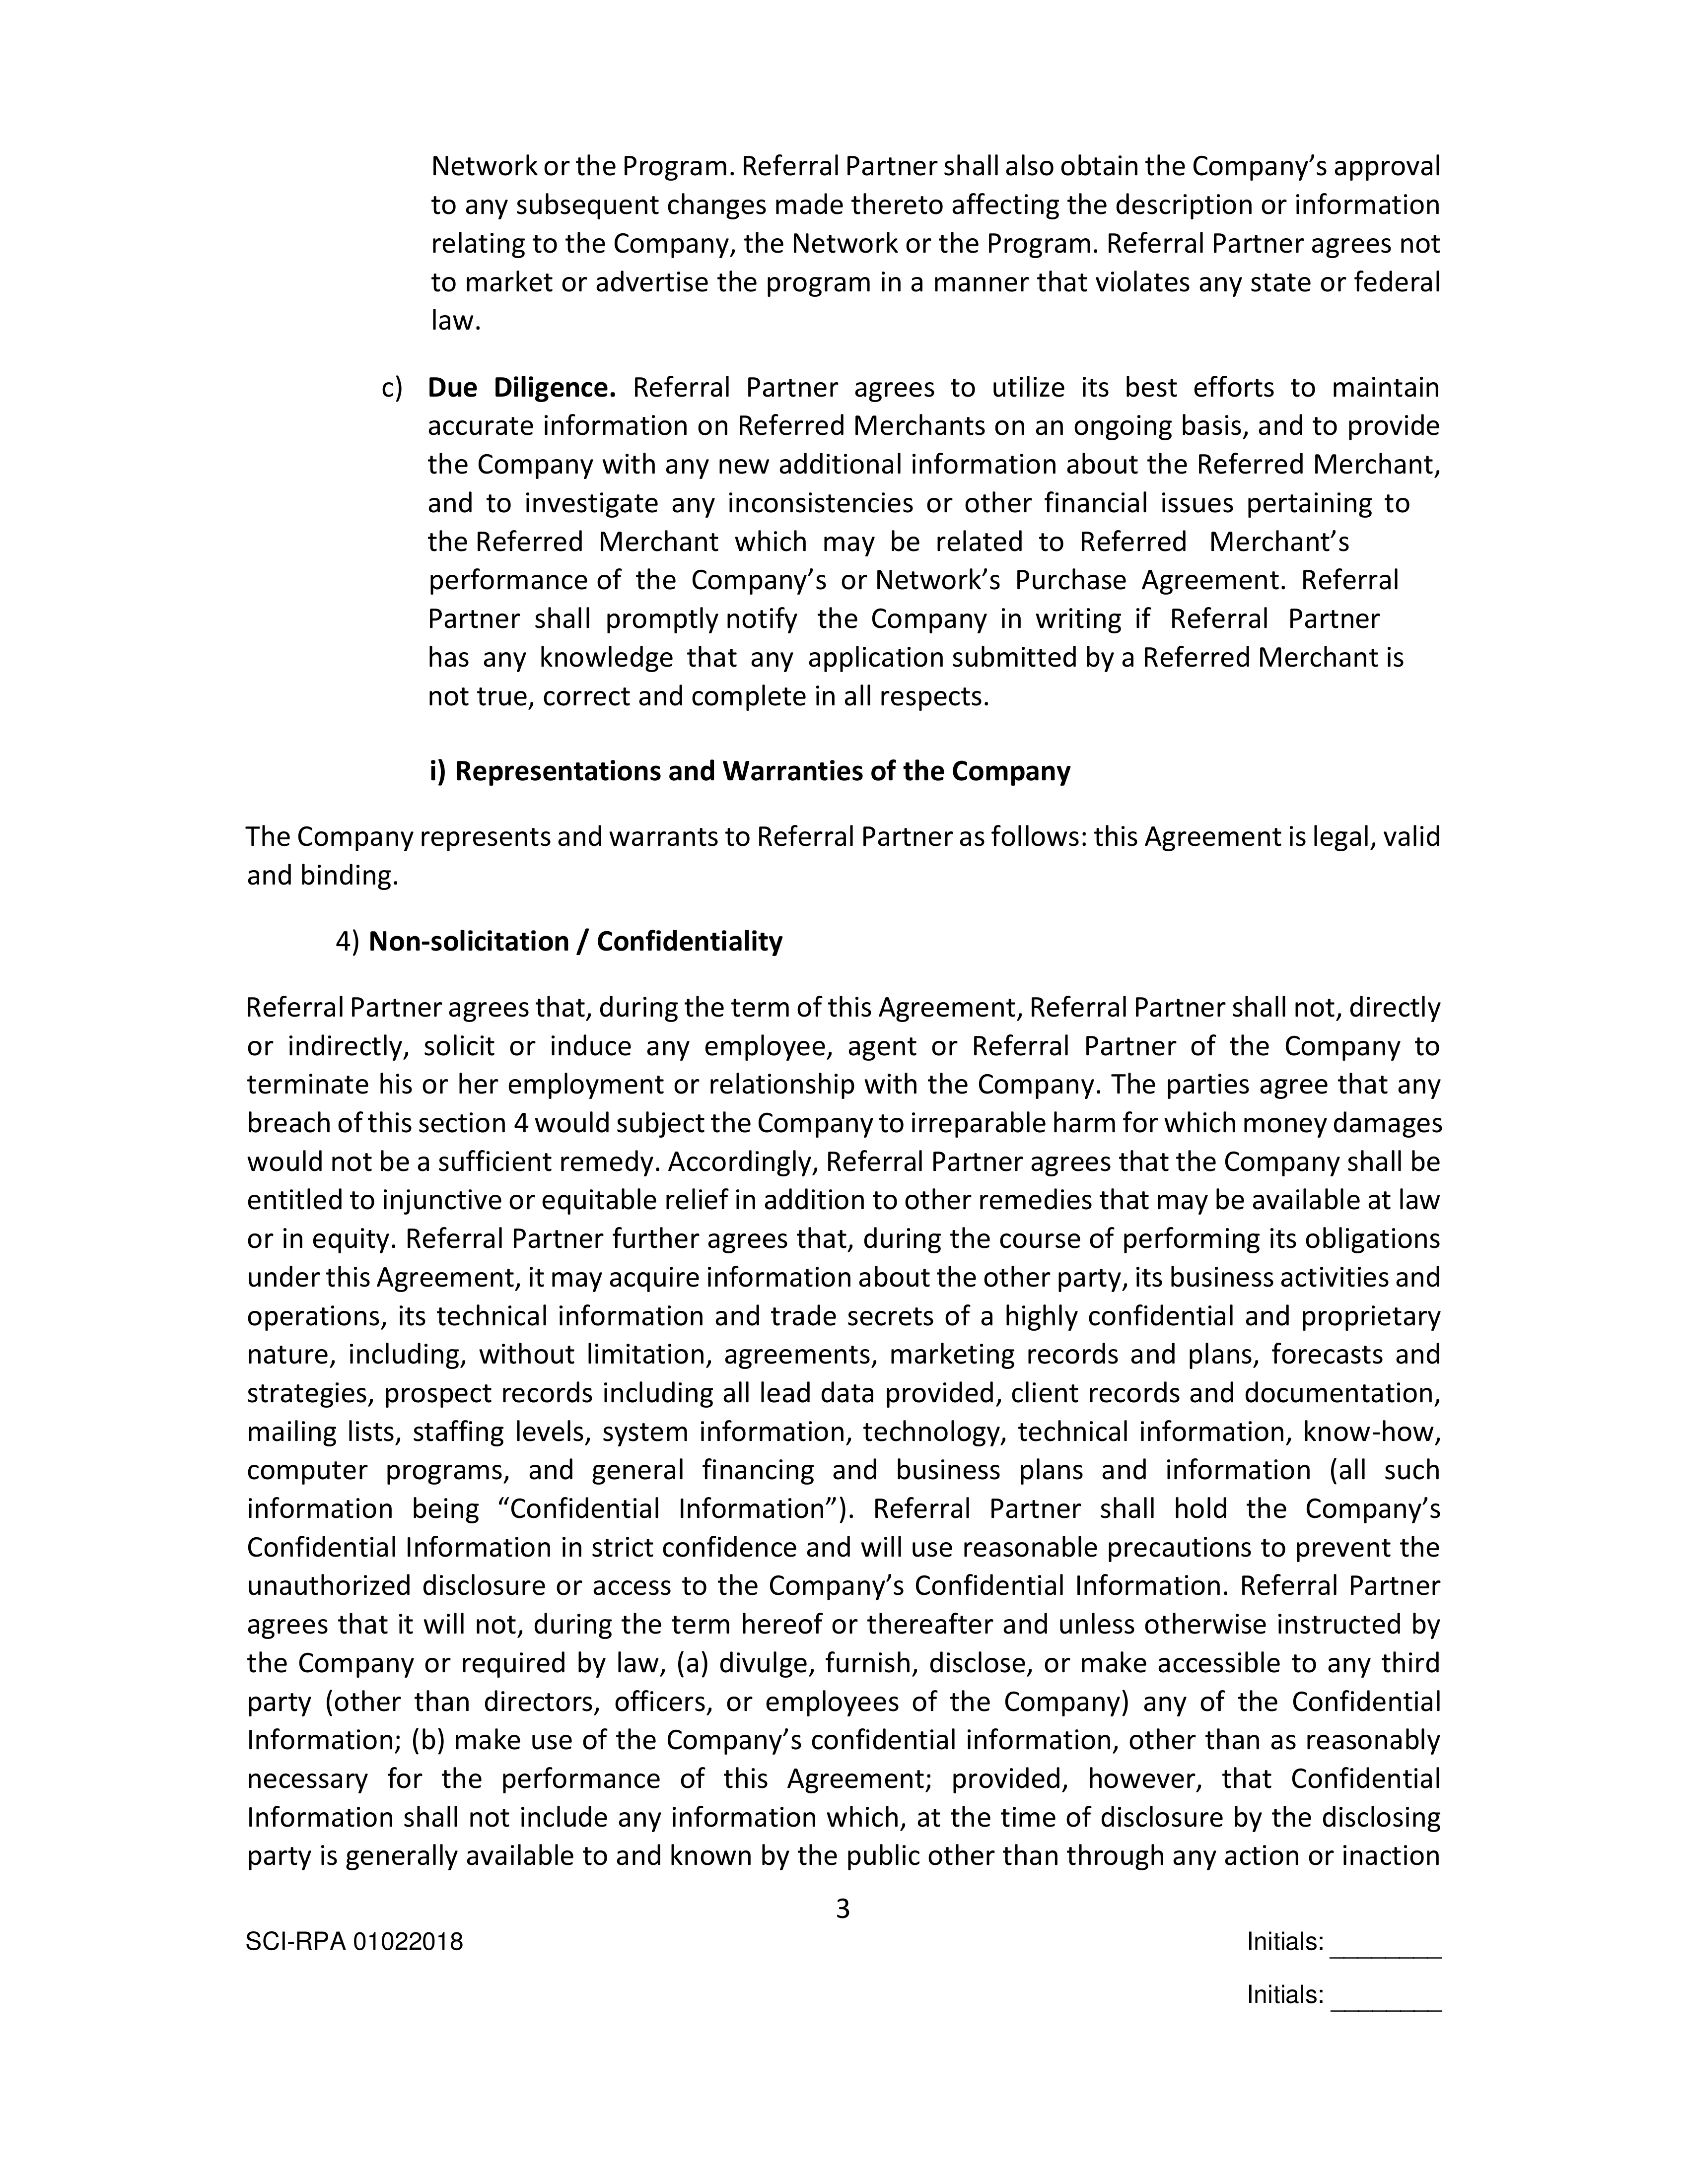 Network or the Program. Referral Partner shall also obtain the Company’s approval
to any subsequent changes made thereto affecting the description or information
relating to the Company, the Network or the Program. Referral Partner agrees not
to market or advertise the program in a manner that violates any state or federal
law.
c) Due Diligence. Referral Partner agrees to utilize its best efforts to maintain
accurate information on Referred Merchants on an ongoing basis, and to provide
the Company with any new additional information about the Referred Merchant,
and to investigate any inconsistencies or other financial issues pertaining to
the Referred Merchant which may be related to Referred Merchant’s
performance of the Company’s or Network’s Purchase Agreement. Referral
Partner shall promptly notify the Company in writing if Referral Partner
has any knowledge that any application submitted by a Referred Merchant is
not true, correct and complete in all respects.
i) Representations and Warranties of the Company
The Company represents and warrants to Referral Partner as follows: this Agreement is legal, valid
and binding.
4) Non-solicitation / Confidentiality
Referral Partner agrees that, during the term of this Agreement, Referral Partner shall not, directly
or indirectly, solicit or induce any employee, agent or Referral Partner of the Company to
terminate his or her employment or relationship with the Company. The parties agree that any
breach of this section 4 would subject the Company to irreparable harm for which money damages
would not be a sufficient remedy. Accordingly, Referral Partner agrees that the Company shall be
entitled to injunctive or equitable relief in addition to other remedies that may be available at law
or in equity. Referral Partner further agrees that, during the course of performing its obligations
under this Agreement, it may acquire information about the other party, its business activities and
operations, its technical information and trade secrets of a highly confidential and proprietary
nature, including, without limitation, agreements, marketing records and plans, forecasts and
strategies, prospect records including all lead data provided, client records and documentation,
mailing lists, staffing levels, system information, technology, technical information, know-how,
computer programs, and general financing and business plans and information (all such
information being “Confidential Information”). Referral Partner shall hold the Company’s
Confidential Information in strict confidence and will use reasonable precautions to prevent the
unauthorized disclosure or access to the Company’s Confidential Information. Referral Partner
agrees that it will not, during the term hereof or thereafter and unless otherwise instructed by
the Company or required by law, (a) divulge, furnish, disclose, or make accessible to any third
party (other than directors, officers, or employees of the Company) any of the Confidential
Information; (b) make use of the Company’s confidential information, other than as reasonably
necessary for the performance of this Agreement; provided, however, that Confidential
Information shall not include any information which, at the time of disclosure by the disclosing
party is generally available to and known by the public other than through any action or inaction
3
SCI-RPA 01022018 Initials: ________
Initials: ________